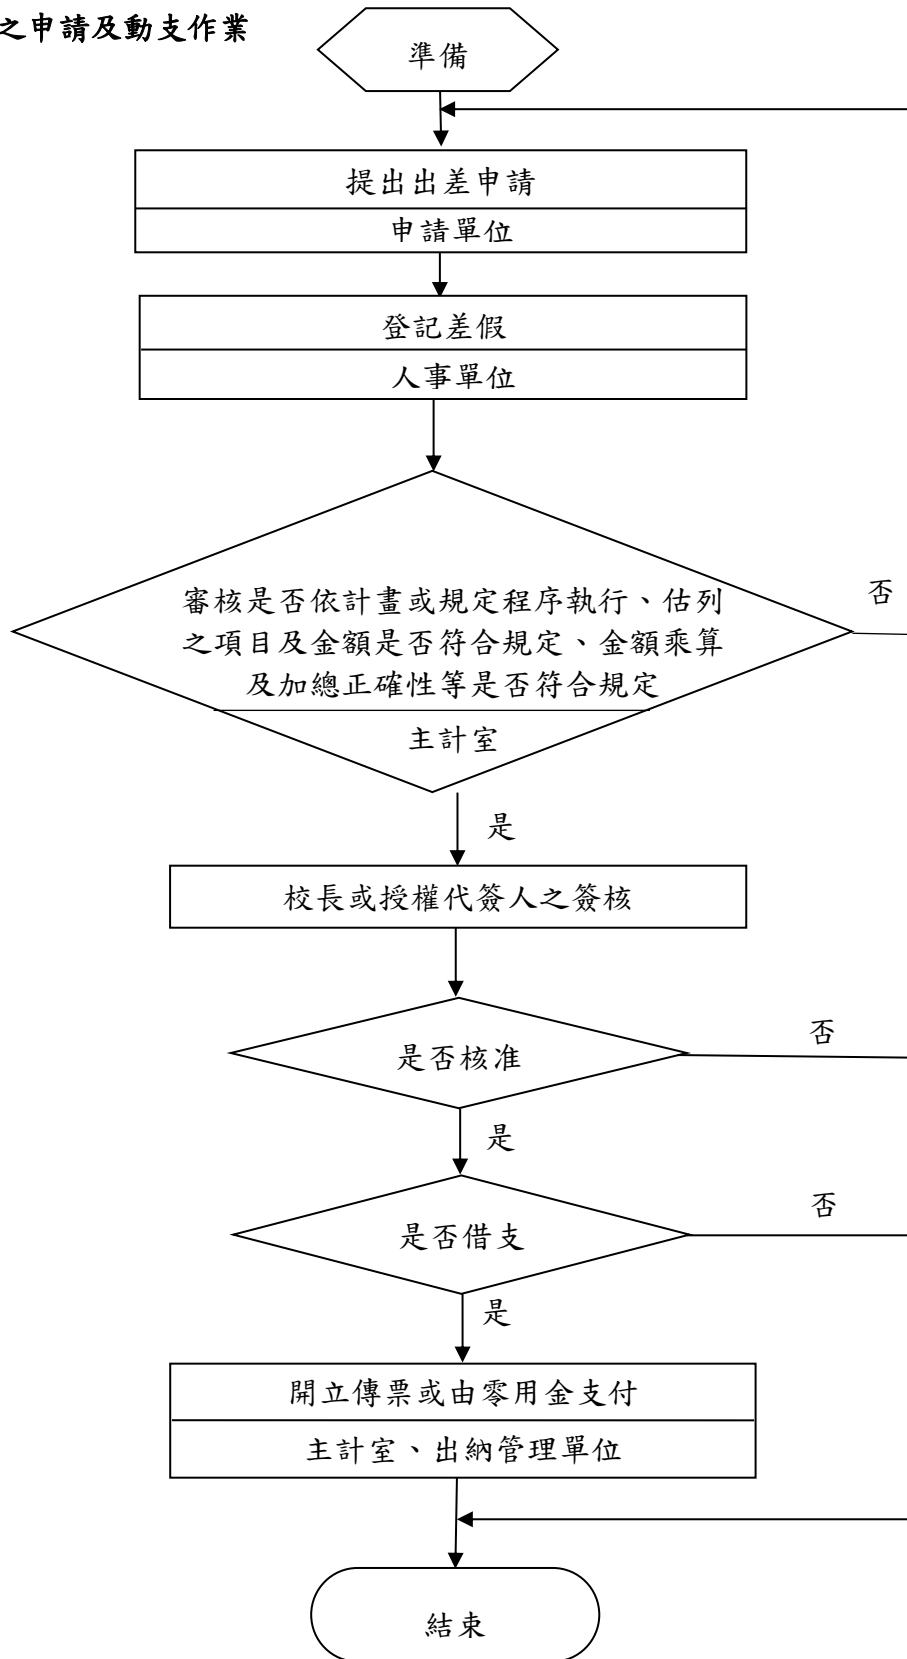 之申請及動支作業
準備
提出出差申請
申請單位
登記差假
人事單位
審核是否依計畫或規定程序執行、估列
之項目及金額是否符合規定、金額乘算
及加總正確性等是否符合規定
主計室
否
是
校長或授權代簽人之簽核
是否核准
否
是
是否借支
否
是
開立傳票或由零用金支付
主計室、出納管理單位
結束